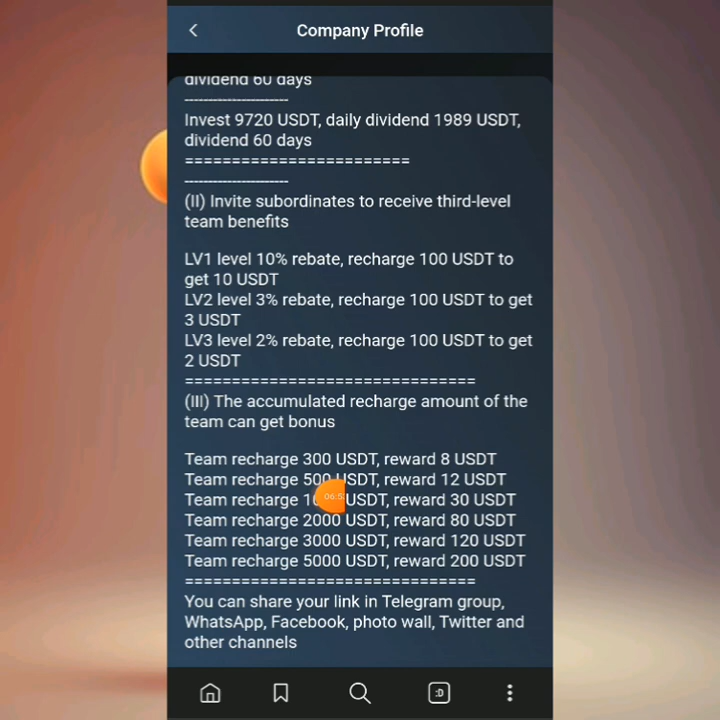 Company Profile
dividend 60 days
----------------------
Invest 9720 USDT, daily dividend 1989 USDT,
dividend 60 days
========================
----------------------
(II) Invite subordinates to receive third-level
team benefits
LV1 level 10% rebate, recharge 100 USDT to
get 10 USDT
LV2 level 3% rebate, recharge 100 USDT to get
3 USDT
LV3 level 2% rebate, recharge 100 USDT to get
2 USDT
===============================
(III) The accumulated recharge amount of the
team can get bonus
Team recharge 300 USDT, reward 8 USDT
Team recharge 500 USDT, reward 12 USDT
Team recharge USDT, reward 30 USDT
Team recharge 2000 USDT, reward 80 USDT
Team recharge 3000 USDT, reward 120 USDT
Team recharge 5000 USDT, reward 200 USDT
===============================
You can share your link in Telegram group,
WhatsApp, Facebook, photo wall, Twitter and
other channels
:D